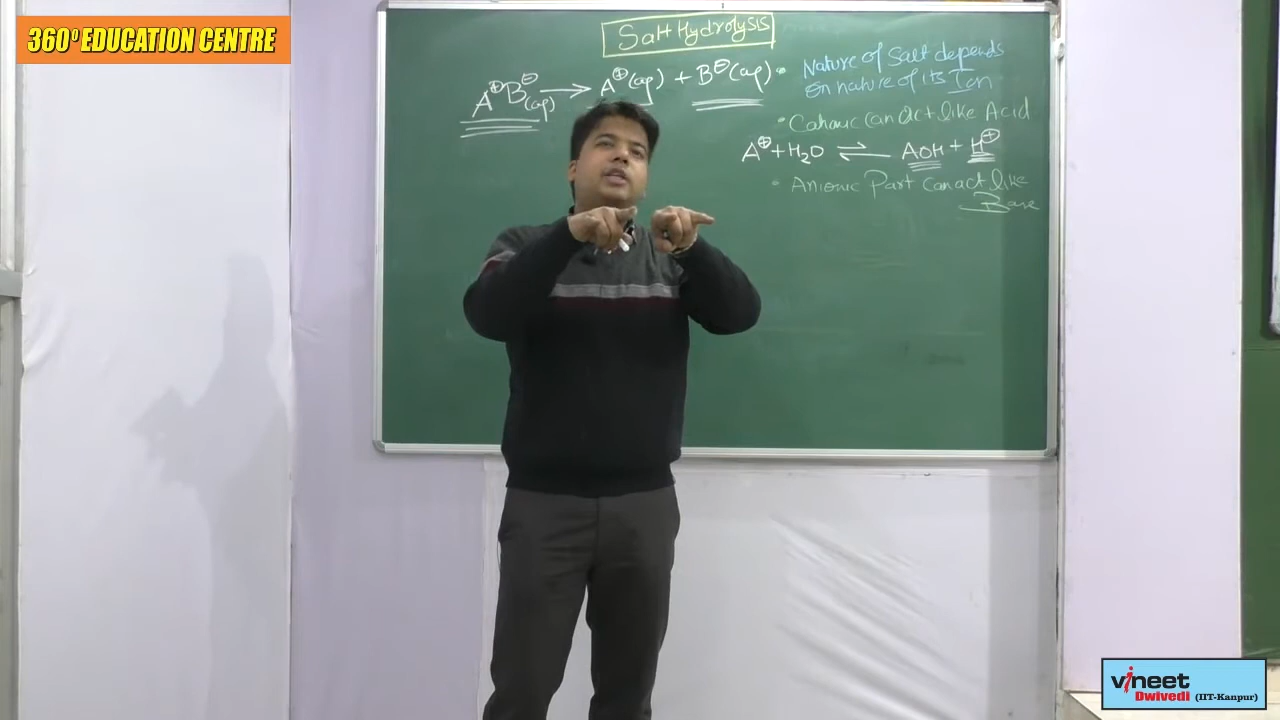 360⁰ EDUCATION CENTRE
Salt Hydrolysis
A⊕B⊖(aq) → A⊕(aq) + B⊖(aq)
• Nature of Salt depends
on nature of its Ion
• Cationic can act like Acid
A⊕ + H₂O ⇌ AOH + H⊕
• Anionic Part can act like
Base
vineet
Dwivedi (IIT-Kanpur)